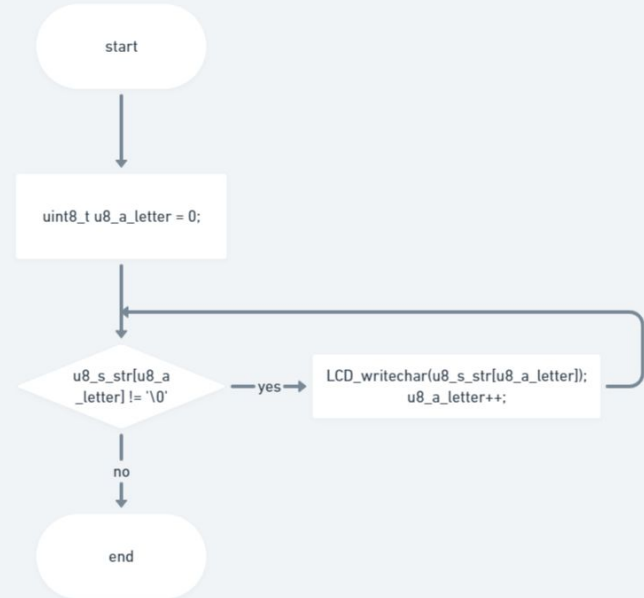 start
uint8_t u8_a_letter = 0;
u8_s_str[u8_a
_letter] != '\0'
yes
LCD_writechar(u8_s_str[u8_a_letter]);
u8_a_letter++;
no
end